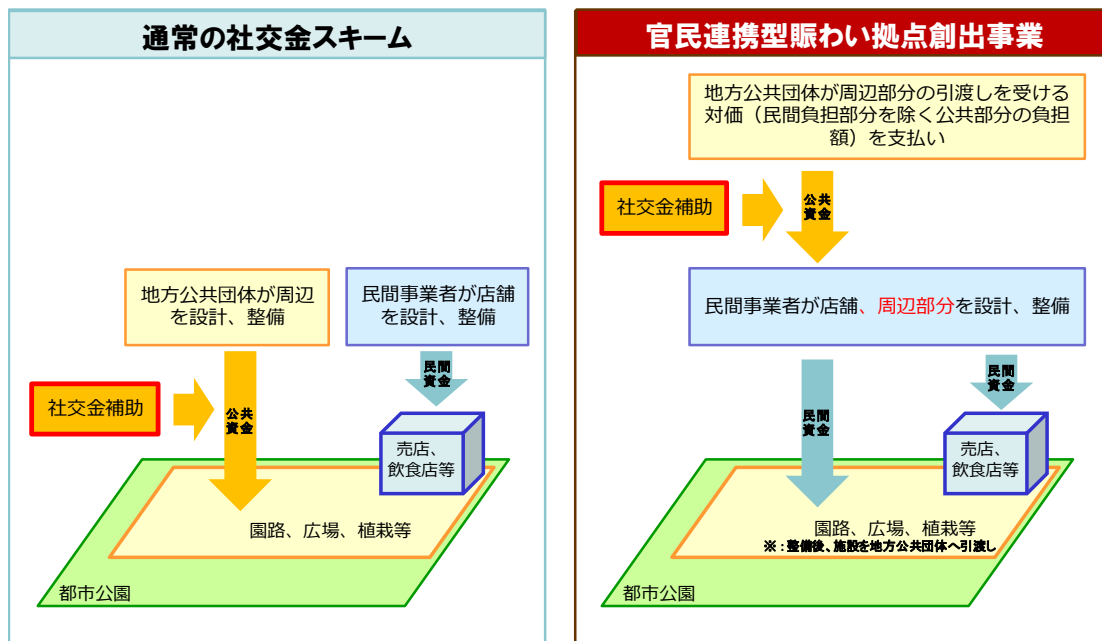 通常の社交金スキーム
地方公共団体が周辺
を設計、整備
民間事業者が店舗
を設計、整備
民間
資金
社交金補助
公共
資金
売店、
飲食店等
園路、広場、植栽等
都市公園
官民連携型賑わい拠点創出事業
地方公共団体が周辺部分の引渡しを受ける
対価（民間負担部分を除く公共部分の負担
額）を支払い
社交金補助
公共
資金
民間事業者が店舗、周辺部分を設計、整備
民間
資金
民間
資金
売店、
飲食店等
園路、広場、植栽等
※：整備後、施設を地方公共団体へ引渡し
都市公園